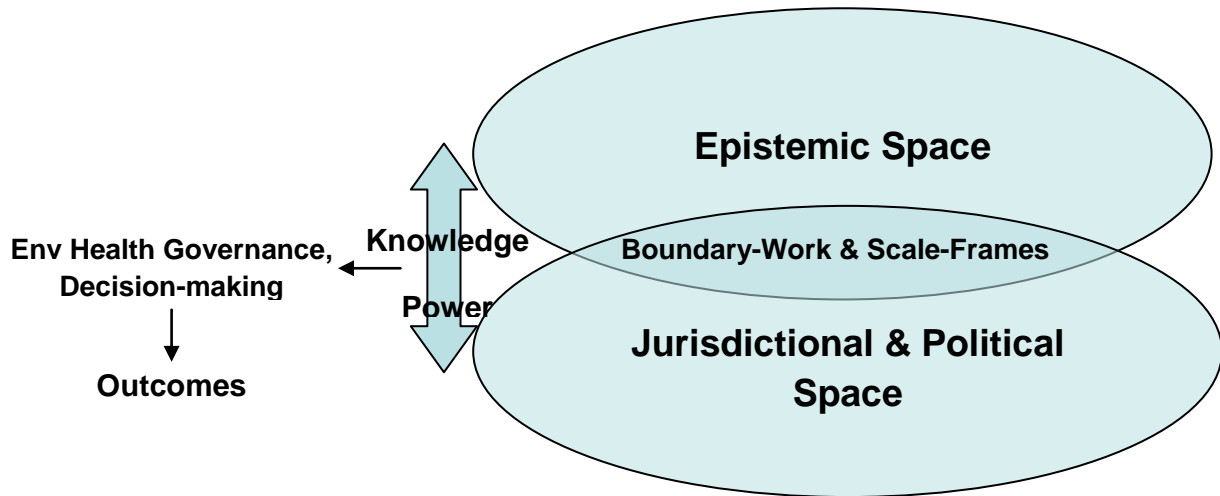 Epistemic Space
Knowledge
Power
Boundary-Work & Scale-Frames
Env Health Governance,
Decision-making
Outcomes
Jurisdictional & Political
Space